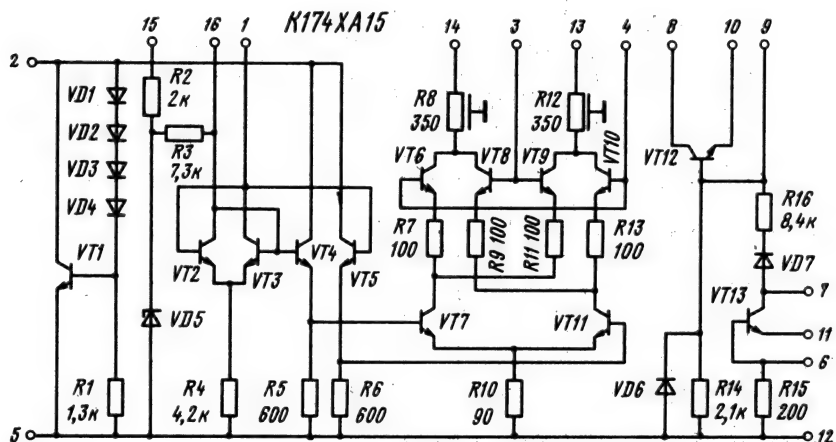 К174ХА15
15 16 1 14 3 13 4 8 10 9
2
R2
2к
VD1
VD2
VD3
VD4
R3
7,3к
R8
350
R12
350
VT6
VT8
VT9
VT10
VT12
R7
100
R9 100
R11 100
R13
100
R16
8,4к
VD7
VT1
VT2
VT3
VT4
VT5
VD5
VT7
VT11
VT13
7
11
6
R1
1,3к
R4
4,2к
R5
600
R6
600
R10
90
VD6
R14
2,1к
R15
200
5
12